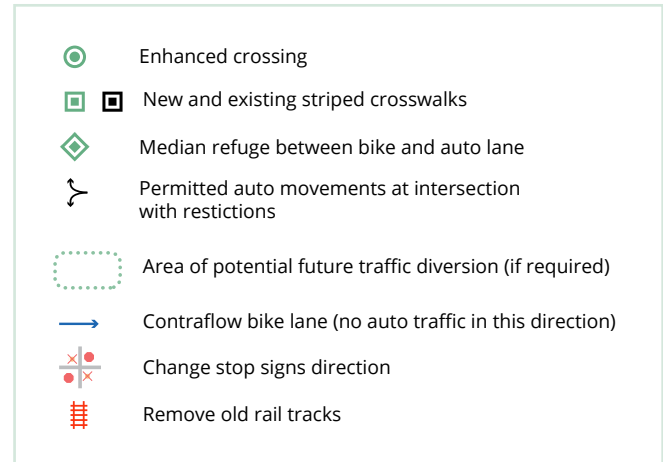 Enhanced crossing
New and existing striped crosswalks
Median refuge between bike and auto lane
Permitted auto movements at intersection
with restictions
Area of potential future traffic diversion (if required)
Contraflow bike lane (no auto traffic in this direction)
Change stop signs direction
Remove old rail tracks